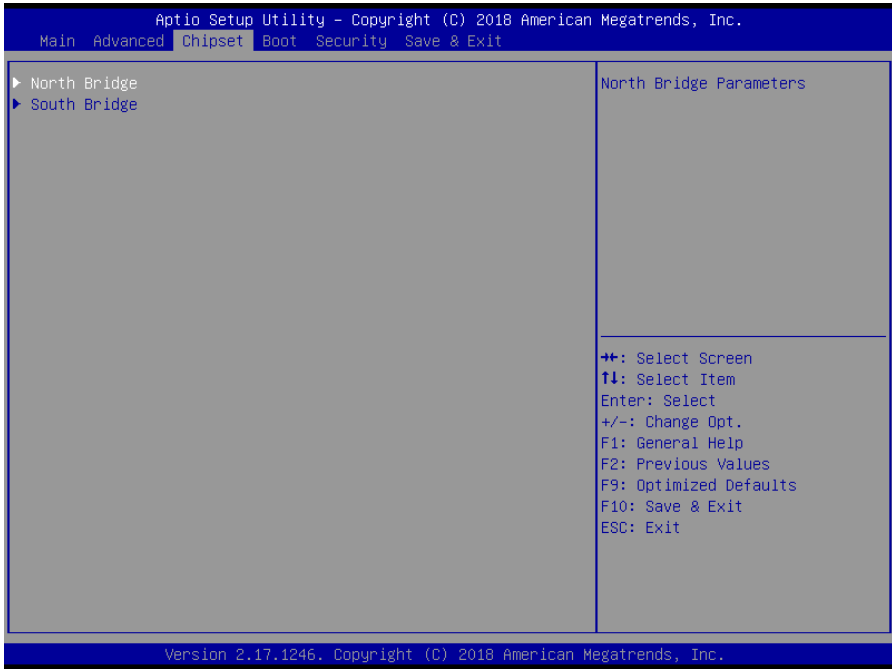 Aptio Setup Utility – Copyright (C) 2018 American Megatrends, Inc.
Main Advanced Chipset Boot Security Save & Exit
North Bridge
South Bridge
North Bridge Parameters
→←: Select Screen
↑↓: Select Item
Enter: Select
+/-: Change Opt.
F1: General Help
F2: Previous Values
F9: Optimized Defaults
F10: Save & Exit
ESC: Exit
Version 2.17.1246. Copyright (C) 2018 American Megatrends, Inc.